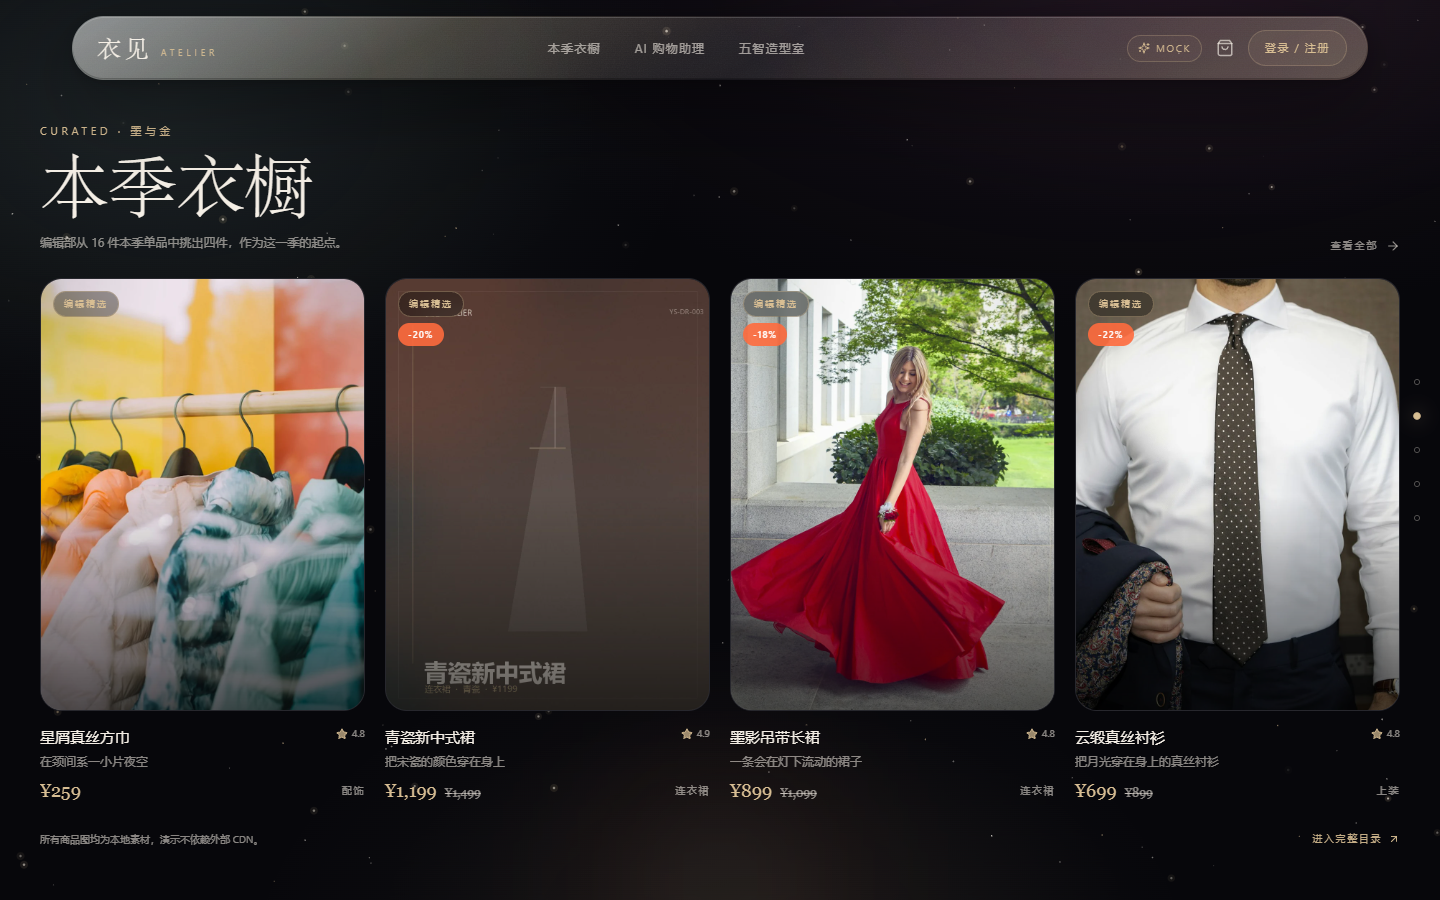 衣见 ATELIER
本季衣橱
AI 购物助理
五智造型室
MOCK
登录 / 注册
CURATED · 墨与金
本季衣橱
编辑部从 16 件本季单品中挑出四件，作为这一季的起点。
查看全部
编辑精选
编辑精选
YS-DR-003
-20%
青瓷新中式裙
连衣裙 · 青瓷 ¥1199
编辑精选
-18%
编辑精选
-22%
星屑真丝方巾
4.8
在颈间系一小片夜空
¥259
配饰
青瓷新中式裙
4.9
把宋瓷的颜色穿在身上
¥1,199 ¥1,499
连衣裙
墨影吊带长裙
4.8
一条会在灯下流动的裙子
¥899 ¥1,099
连衣裙
云缎真丝衬衫
4.8
把月光穿在身上的真丝衬衫
¥699 ¥899
上装
所有商品图均为本地素材，演示不依赖外部 CDN。
进入完整目录